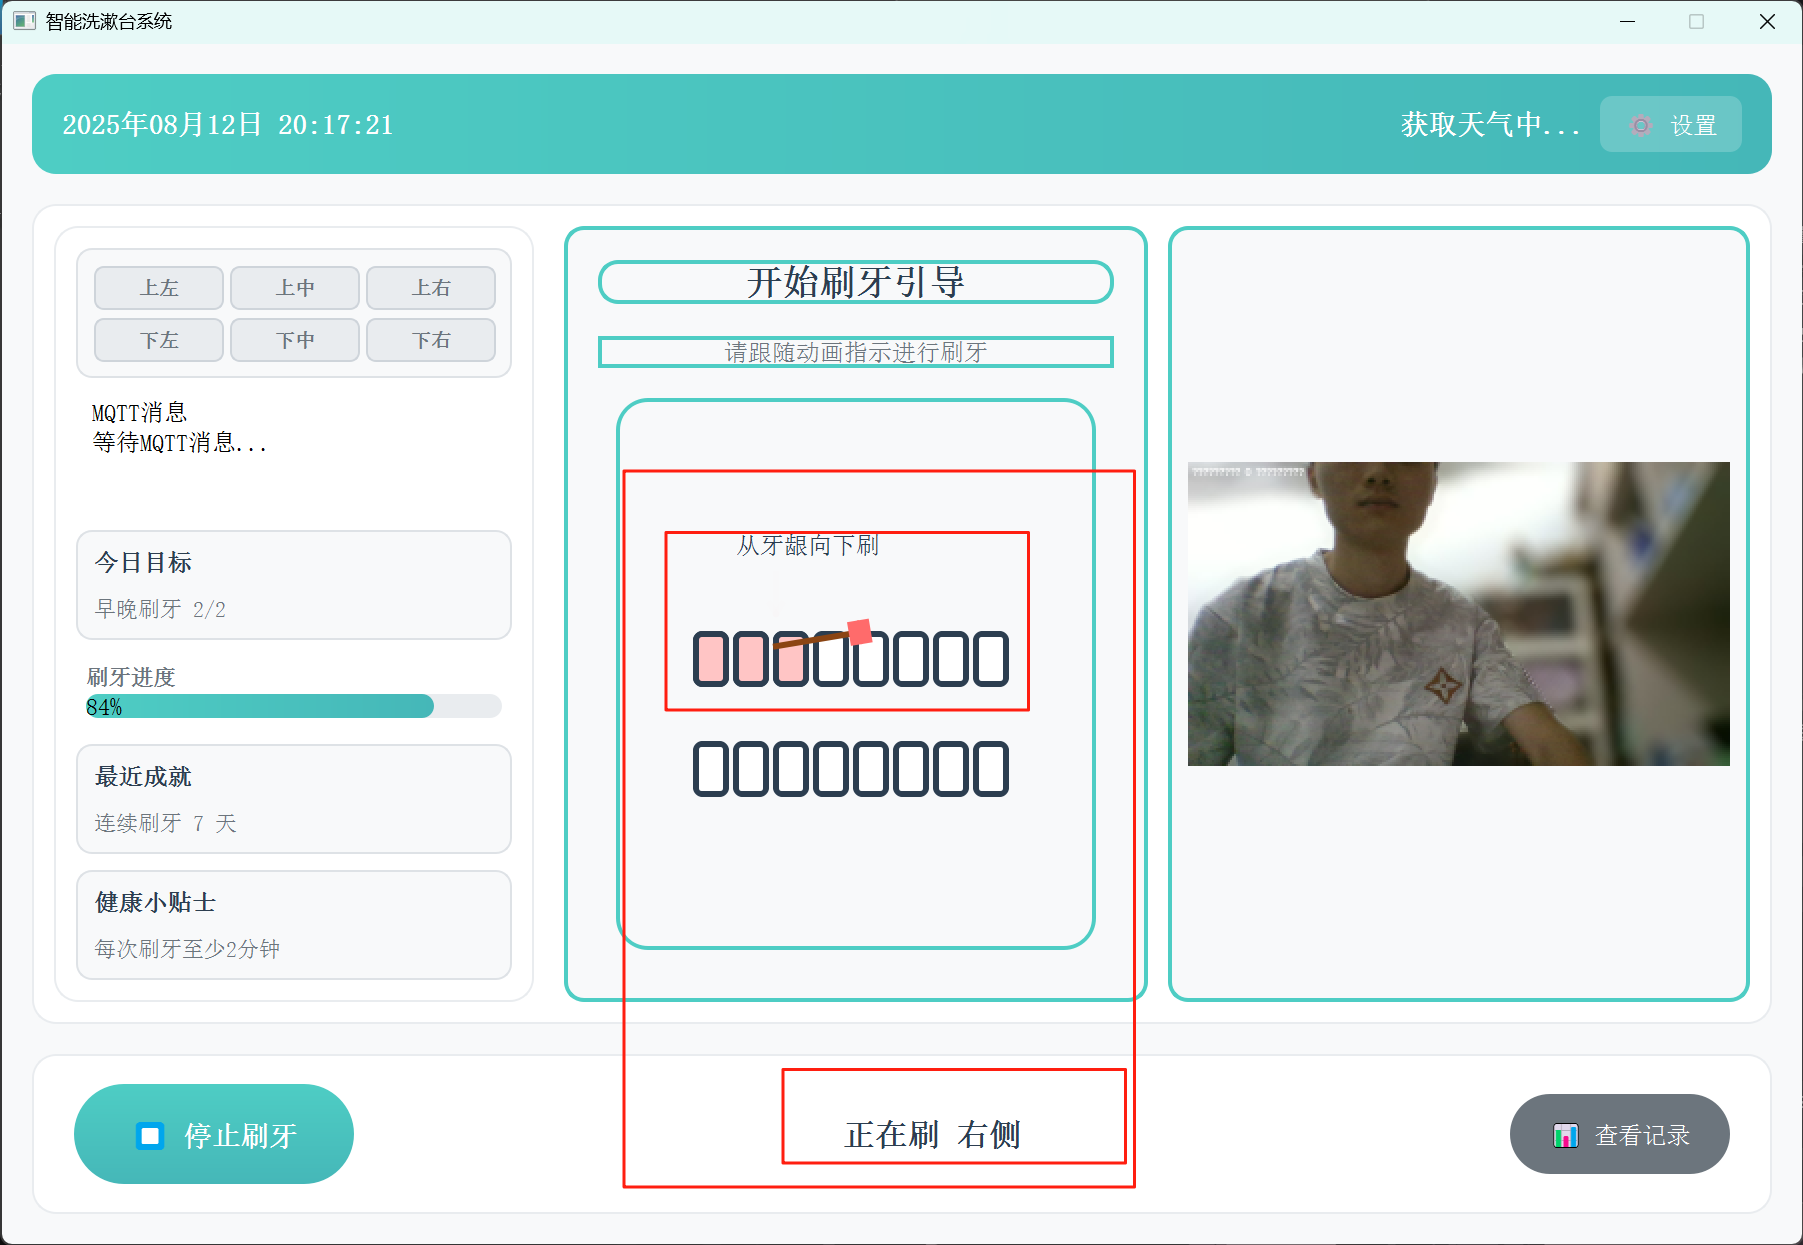 智能洗漱台系统
2025年08月12日 20:17:21
获取天气中...
设置
上左 上中 上右
下左 下中 下右
MQTT消息
等待MQTT消息...
今日目标
早晚刷牙 2/2
刷牙进度
84%
最近成就
连续刷牙 7 天
健康小贴士
每次刷牙至少2分钟
开始刷牙引导
请跟随动画指示进行刷牙
从牙龈向下刷
停止刷牙
正在刷 右侧
查看记录